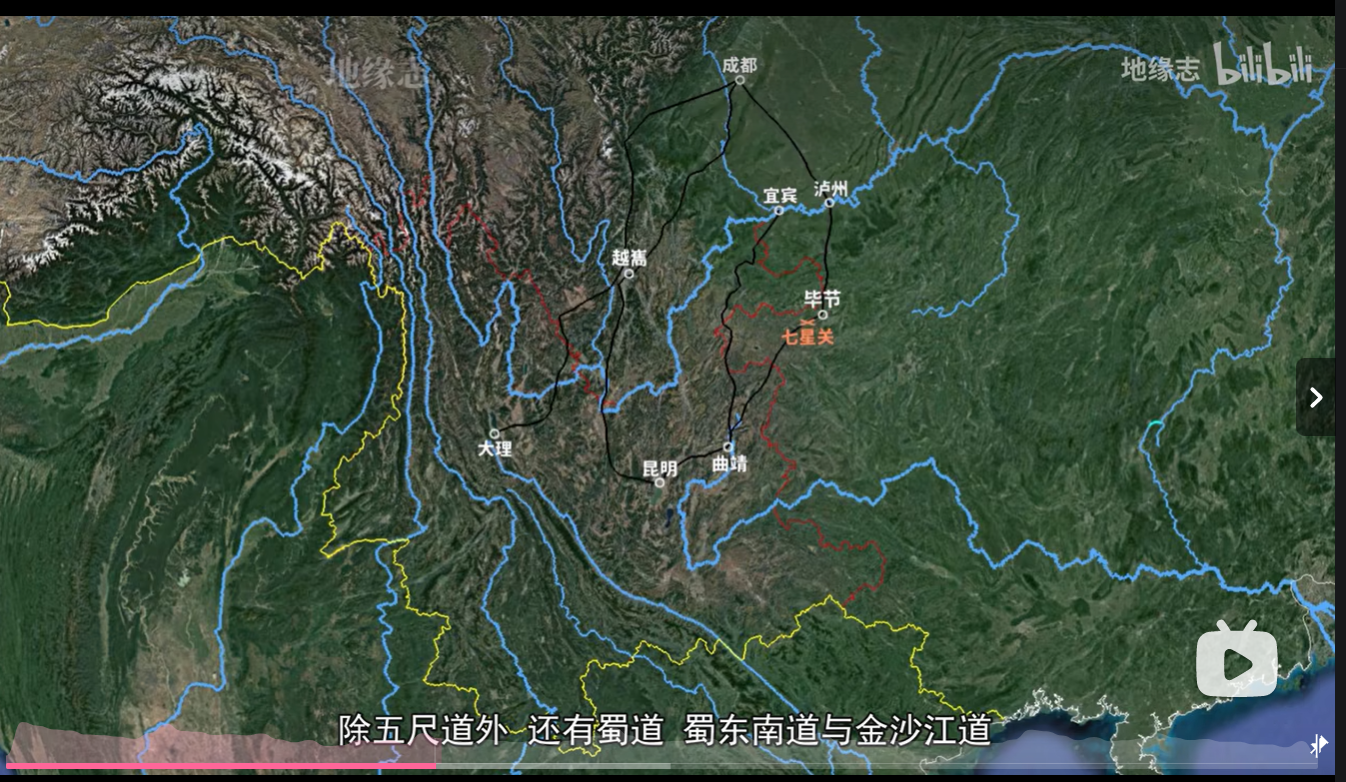 地缘志
成都
地缘志 bilibili
宜宾
泸州
越嶲
毕节
七星关
大理
昆明
曲靖
除五尺道外 还有蜀道 蜀东南道与金沙江道